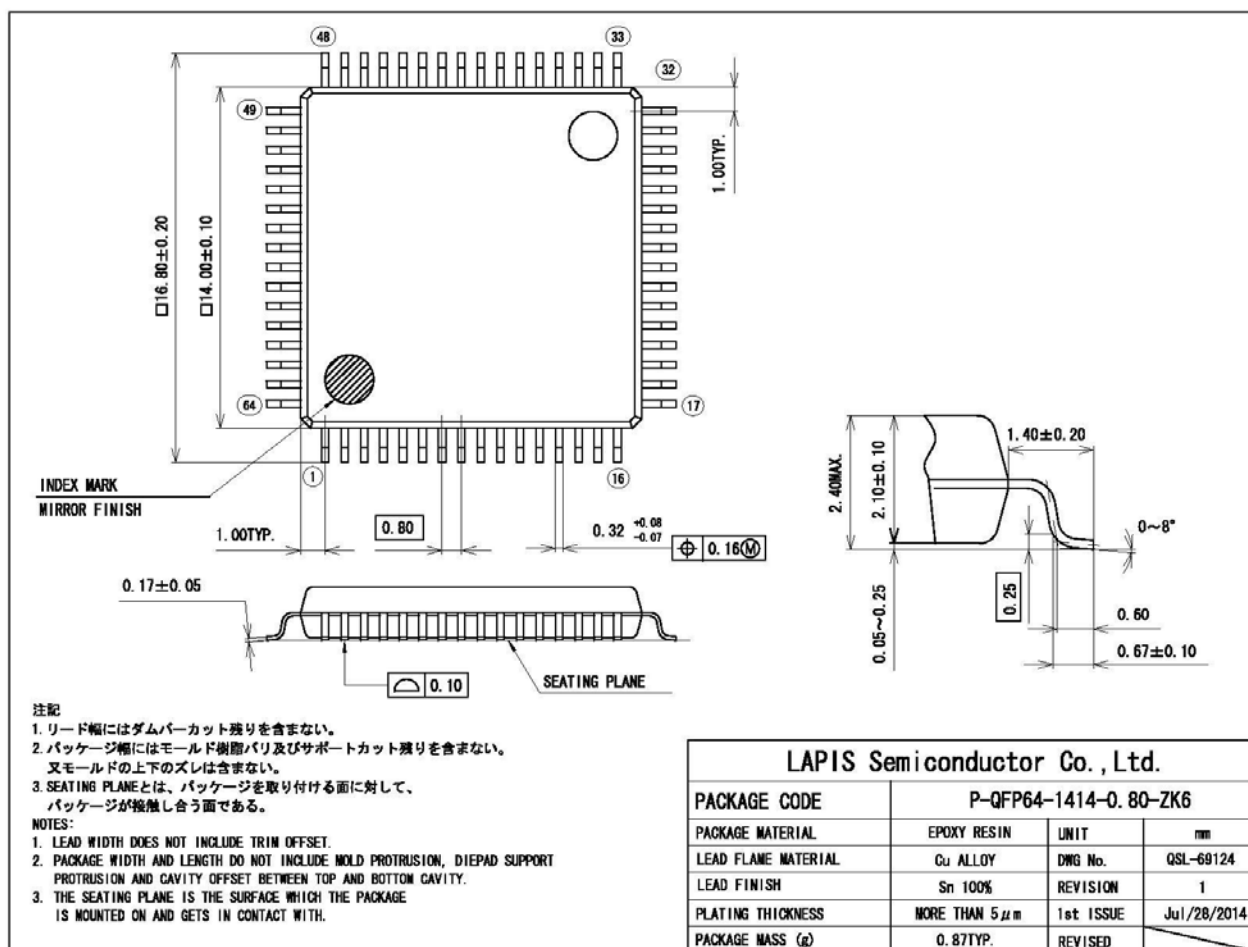 48
33
32
49
1.00TYP.
□16.80±0.20
□14.00±0.10
64
17
1
16
INDEX MARK
MIRROR FINISH
1.00TYP.
0.80
0.32 +0.08 -0.07
⌖ 0.16Ⓜ
0.17±0.05
⌓ 0.10
SEATING PLANE
2.40MAX.
2.10±0.10
1.40±0.20
0~8°
0.25
0.05~0.25
0.60
0.67±0.10
注記
1. リード幅にはダムバーカット残りを含まない。
2. パッケージ幅にはモールド樹脂バリ及びサポートカット残りを含まない。
又モールドの上下のズレは含まない。
3. SEATING PLANEとは、パッケージを取り付ける面に対して、
パッケージが接触し合う面である。
NOTES:
1. LEAD WIDTH DOES NOT INCLUDE TRIM OFFSET.
2. PACKAGE WIDTH AND LENGTH DO NOT INCLUDE MOLD PROTRUSION, DIEPAD SUPPORT
PROTRUSION AND CAVITY OFFSET BETWEEN TOP AND BOTTOM CAVITY.
3. THE SEATING PLANE IS THE SURFACE WHICH THE PACKAGE
IS MOUNTED ON AND GETS IN CONTACT WITH.
LAPIS Semiconductor Co.,Ltd.
PACKAGE CODE P-QFP64-1414-0.80-ZK6
PACKAGE MATERIAL EPOXY RESIN UNIT mm
LEAD FLAME MATERIAL Cu ALLOY DWG No. QSL-69124
LEAD FINISH Sn 100% REVISION 1
PLATING THICKNESS MORE THAN 5μm 1st ISSUE Jul/28/2014
PACKAGE MASS (g) 0.87TYP. REVISED